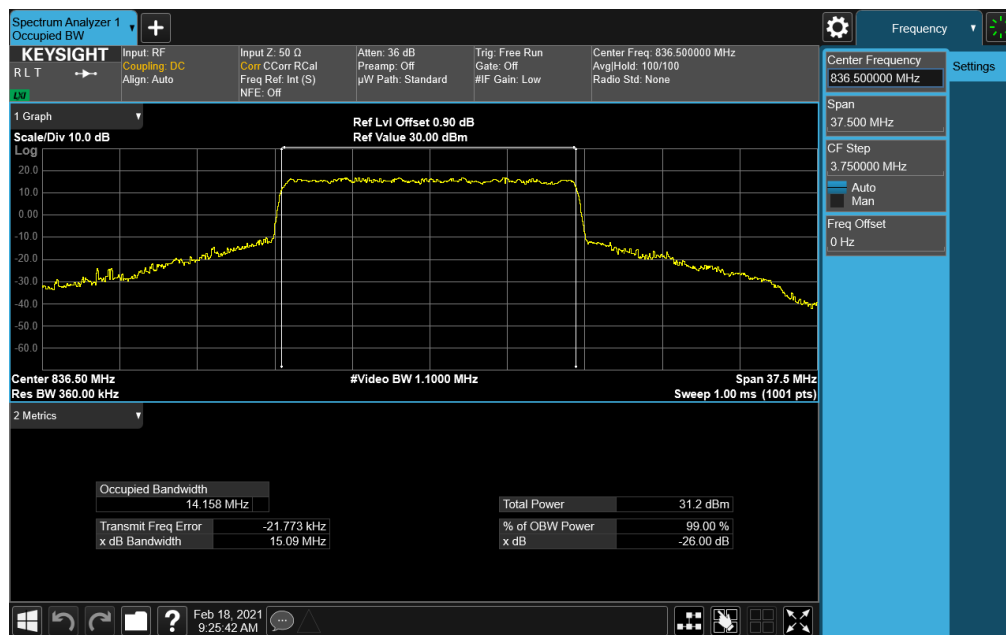 Spectrum Analyzer 1
Occupied BW
Frequency
KEYSIGHT
R L T
LXI
Input: RF
Coupling: DC
Align: Auto
Input Z: 50 Ω
Corr CCorr RCal
Freq Ref: Int (S)
NFE: Off
Atten: 36 dB
Preamp: Off
µW Path: Standard
Trig: Free Run
Gate: Off
#IF Gain: Low
Center Freq: 836.500000 MHz
Avg|Hold: 100/100
Radio Std: None
Center Frequency
836.500000 MHz
Settings
Span
37.500 MHz
CF Step
3.750000 MHz
Auto
Man
Freq Offset
0 Hz
1 Graph
Scale/Div 10.0 dB
Ref Lvl Offset 0.90 dB
Ref Value 30.00 dBm
Log
20.0
10.0
0.00
-10.0
-20.0
-30.0
-40.0
-50.0
-60.0
Center 836.50 MHz
#Video BW 1.1000 MHz
Span 37.5 MHz
Res BW 360.00 kHz
Sweep 1.00 ms (1001 pts)
2 Metrics
Occupied Bandwidth
14.158 MHz
Transmit Freq Error -21.773 kHz
x dB Bandwidth 15.09 MHz
Total Power 31.2 dBm
% of OBW Power 99.00 %
x dB -26.00 dB
?
Feb 18, 2021
9:25:42 AM